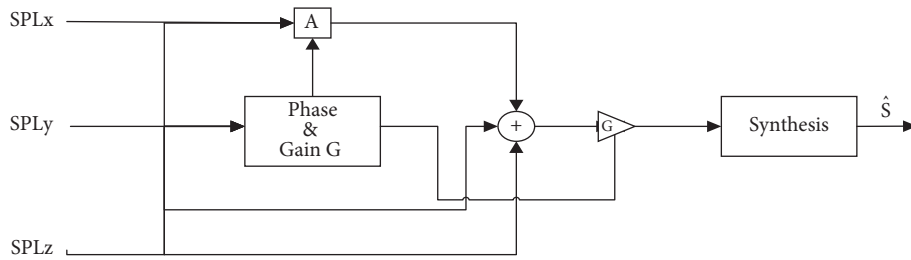 SPLx
A
SPLy
Phase
&
Gain G
+
G
Synthesis
Ŝ
SPLz